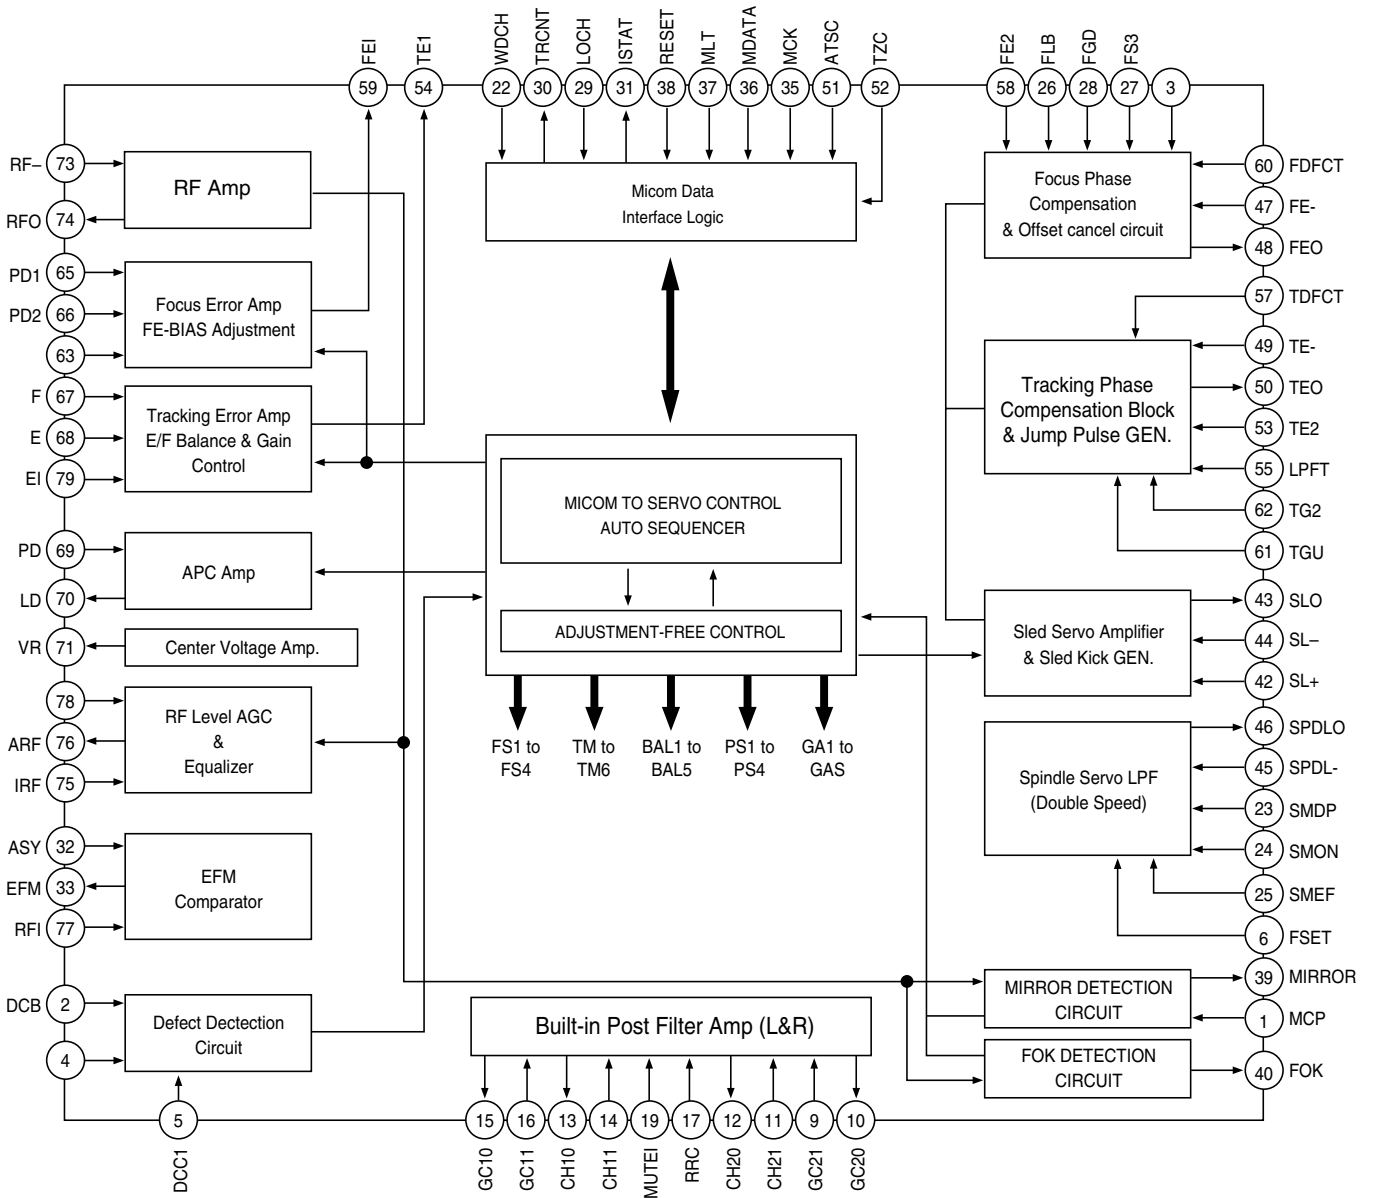 FEI
TE1
WDCH
TRCNT
LOCH
ISTAT
RESET
MLT
MDATA
MCK
ATSC
TZC
FE2
FLB
FGD
FS3
59
54
22
30
29
31
38
37
36
35
51
52
58
26
28
27
3
RF– 73
RF Amp
RFO 74
PD1 65
PD2 66
63
Focus Error Amp
FE-BIAS Adjustment
F 67
E 68
EI 79
Tracking Error Amp
E/F Balance & Gain
Control
PD 69
LD 70
APC Amp
VR 71
Center Voltage Amp.
78
ARF 76
IRF 75
RF Level AGC
&
Equalizer
ASY 32
EFM 33
RFI 77
EFM
Comparator
DCB 2
4
Defect Dectection
Circuit
5
DCC1
Micom Data
Interface Logic
MICOM TO SERVO CONTROL
AUTO SEQUENCER
ADJUSTMENT-FREE CONTROL
FS1 to
FS4
TM to
TM6
BAL1 to
BAL5
PS1 to
PS4
GA1 to
GAS
Built-in Post Filter Amp (L&R)
15
16
13
14
19
17
12
11
9
10
GC10
GC11
CH10
CH11
MUTEI
RRC
CH20
CH21
GC21
GC20
Focus Phase
Compensation
& Offset cancel circuit
60 FDFCT
47 FE-
48 FEO
57 TDFCT
Tracking Phase
Compensation Block
& Jump Pulse GEN.
49 TE-
50 TEO
53 TE2
55 LPFT
62 TG2
61 TGU
Sled Servo Amplifier
& Sled Kick GEN.
43 SLO
44 SL–
42 SL+
Spindle Servo LPF
(Double Speed)
46 SPDLO
45 SPDL-
23 SMDP
24 SMON
25 SMEF
6 FSET
MIRROR DETECTION
CIRCUIT
39 MIRROR
1 MCP
FOK DETECTION
CIRCUIT
40 FOK